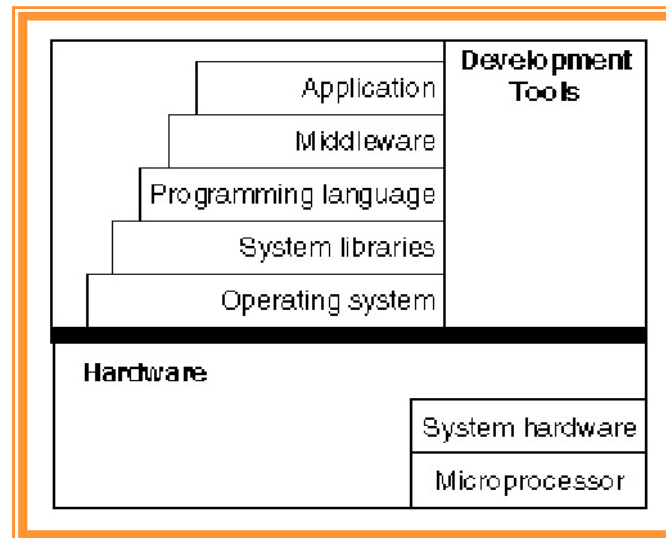 Development
Tools
Application
Middleware
Programming language
System libraries
Operating system
Hardware
System hardware
Microprocessor